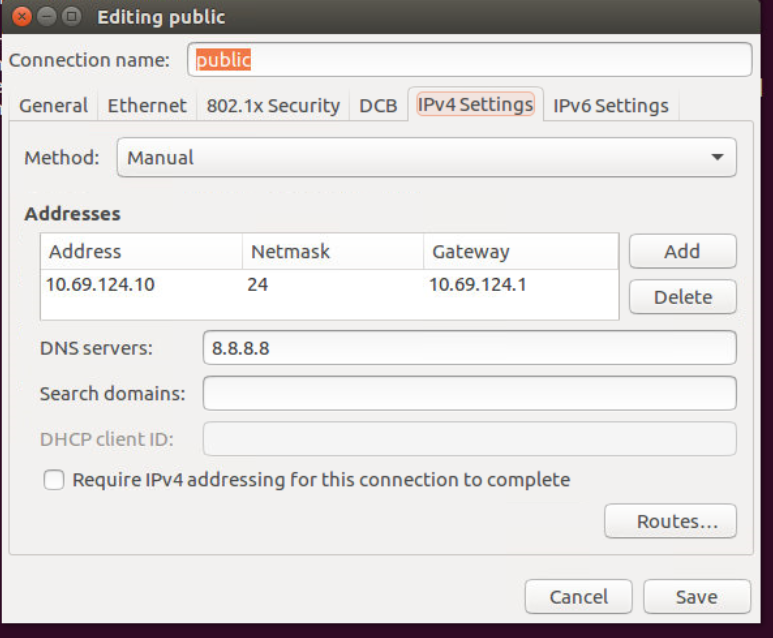 Editing public
Connection name: public
General Ethernet 802.1x Security DCB IPv4 Settings IPv6 Settings
Method: Manual
Addresses
Address Netmask Gateway Add
10.69.124.10 24 10.69.124.1
Delete
DNS servers: 8.8.8.8
Search domains:
DHCP client ID:
Require IPv4 addressing for this connection to complete
Routes...
Cancel Save